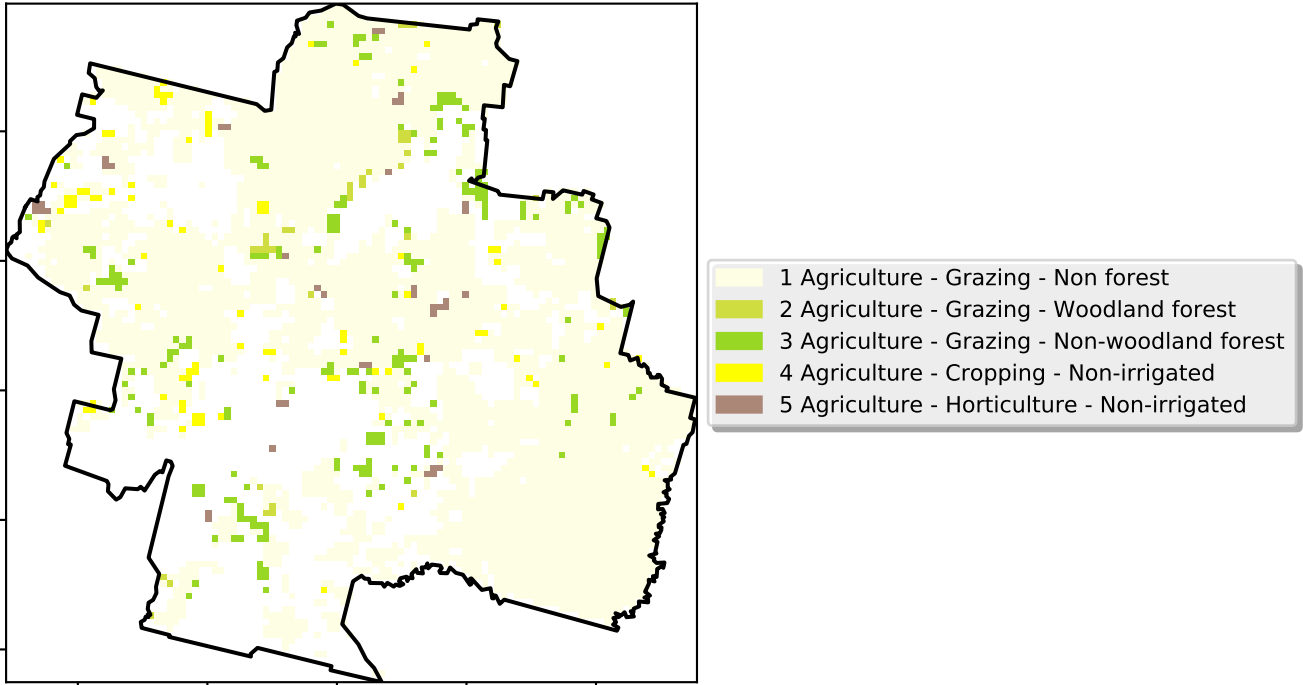 1 Agriculture - Grazing - Non forest
2 Agriculture - Grazing - Woodland forest
3 Agriculture - Grazing - Non-woodland forest
4 Agriculture - Cropping - Non-irrigated
5 Agriculture - Horticulture - Non-irrigated